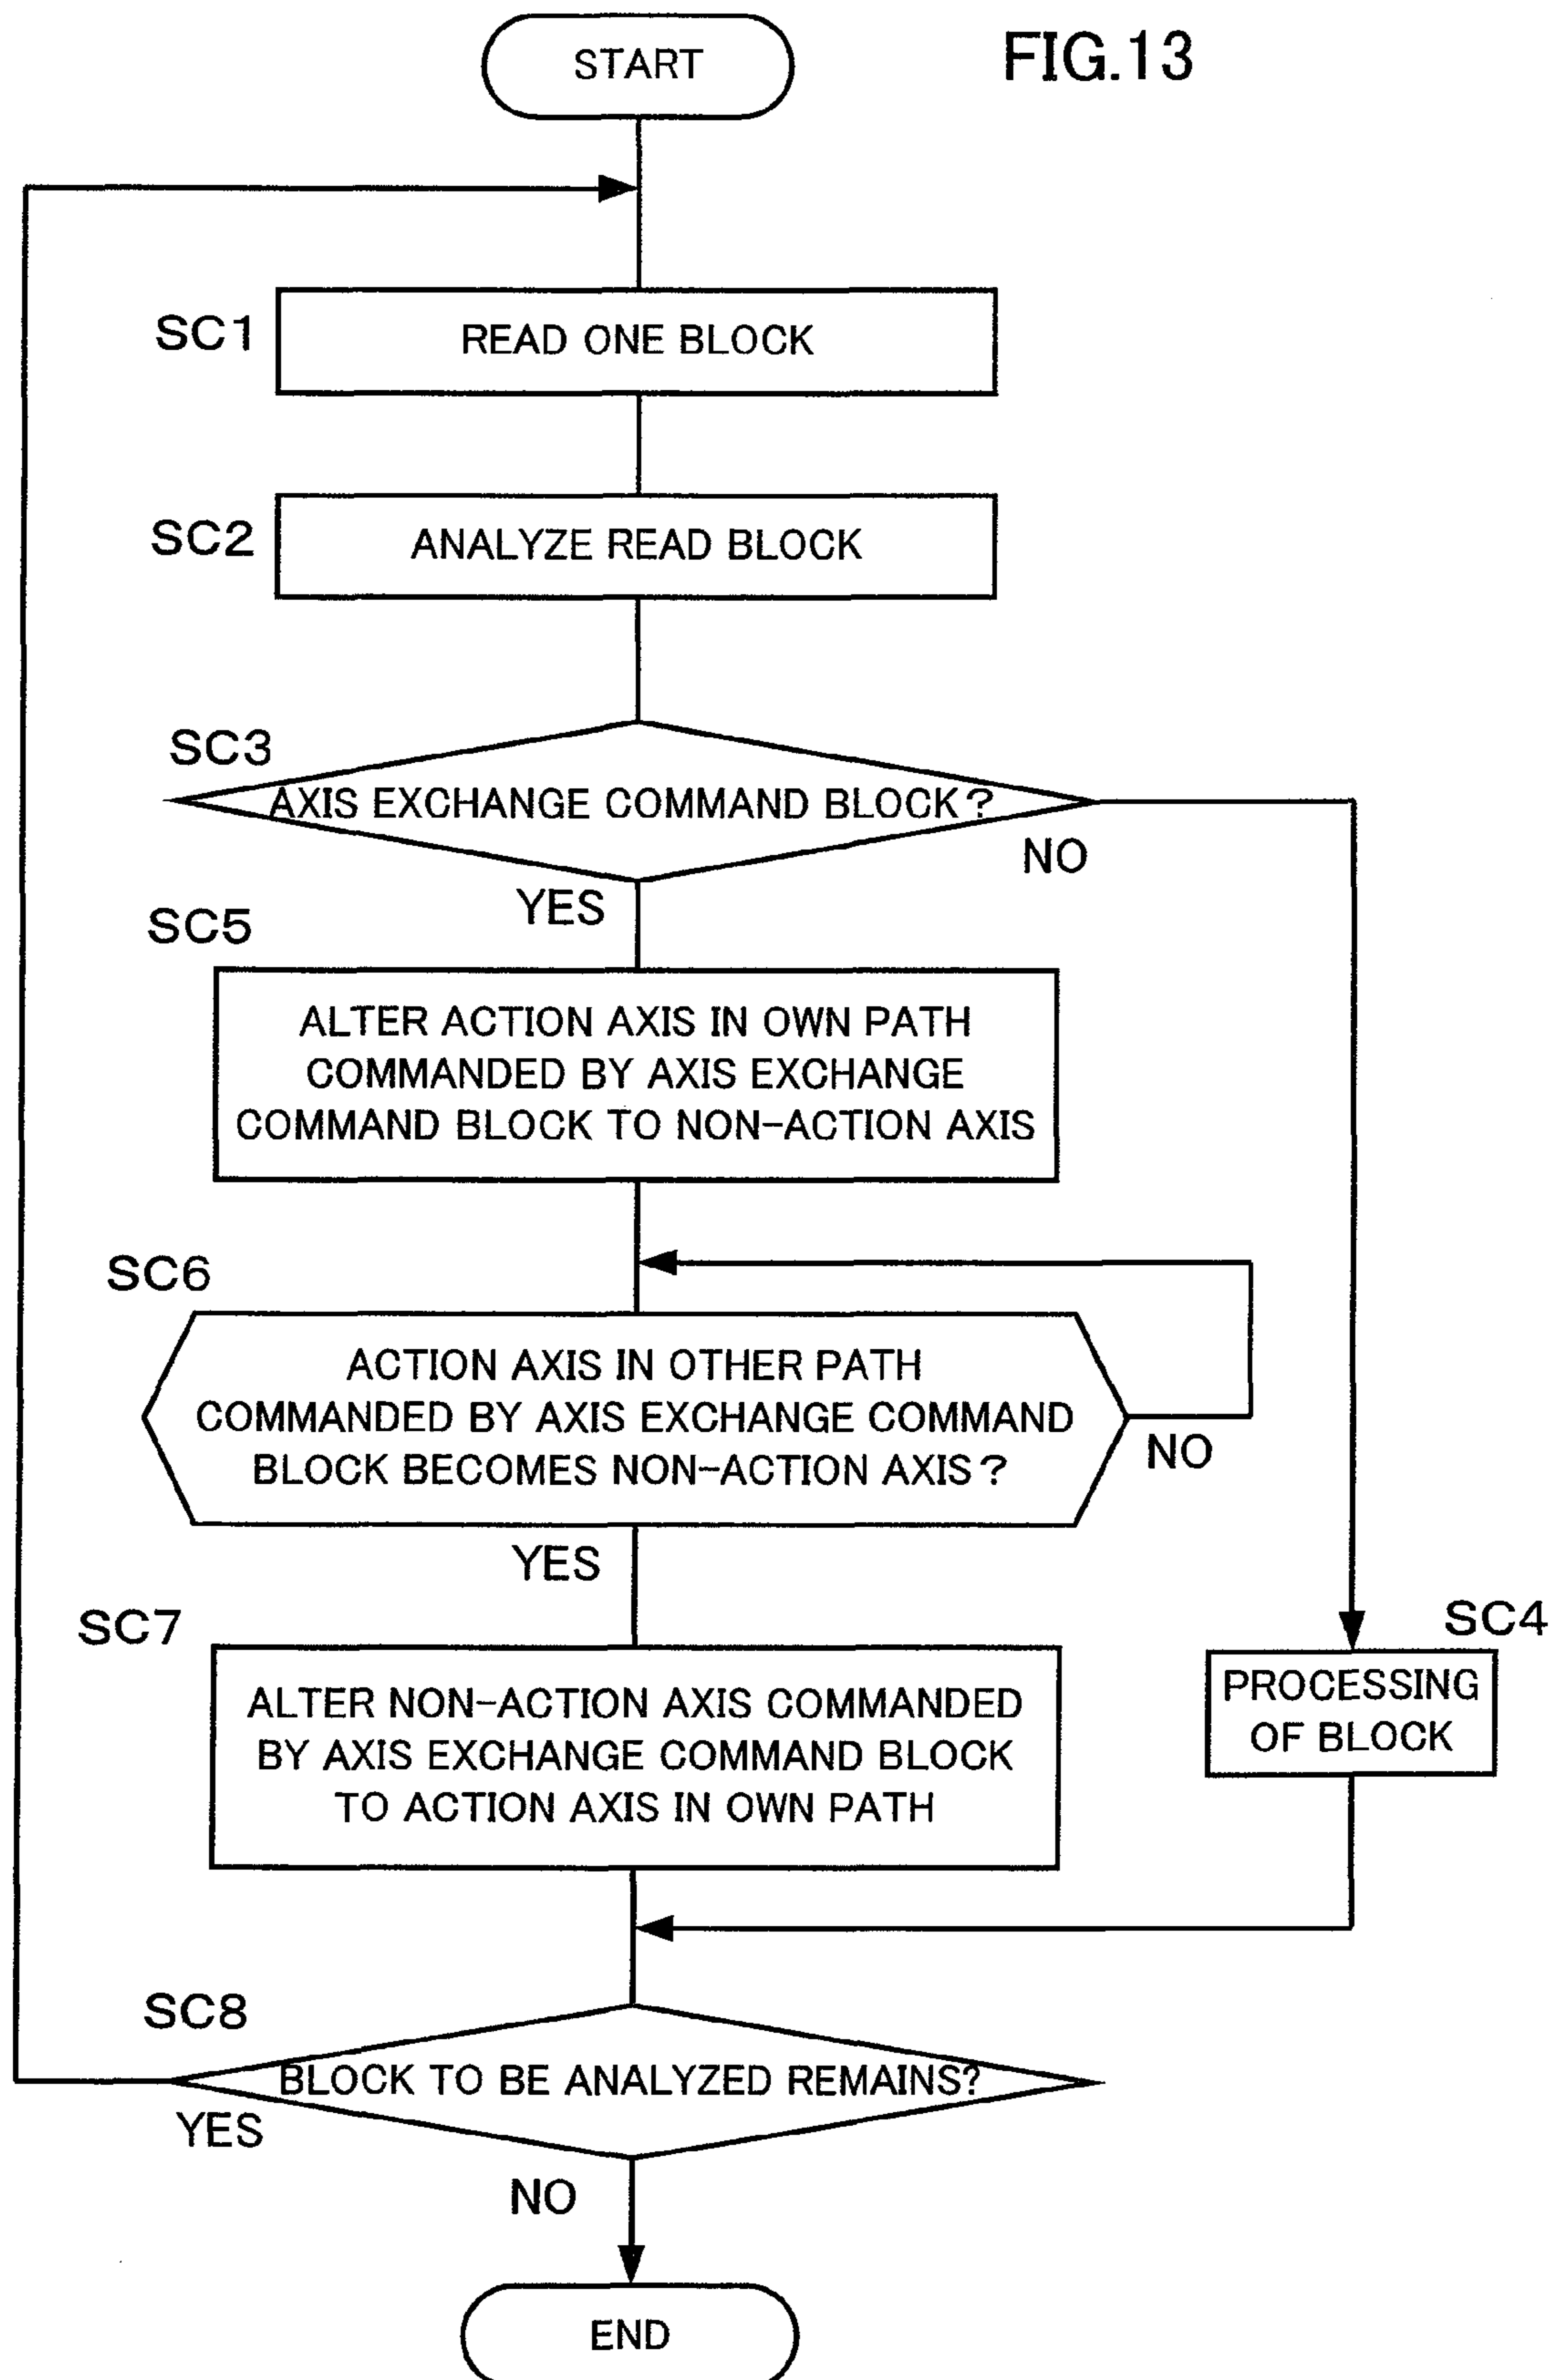 START
FIG.13
SC1
READ ONE BLOCK
SC2
ANALYZE READ BLOCK
SC3
AXIS EXCHANGE COMMAND BLOCK?
NO
YES
SC5
ALTER ACTION AXIS IN OWN PATH
COMMANDED BY AXIS EXCHANGE
COMMAND BLOCK TO NON-ACTION AXIS
SC6
ACTION AXIS IN OTHER PATH
COMMANDED BY AXIS EXCHANGE COMMAND
BLOCK BECOMES NON-ACTION AXIS?
NO
YES
SC7
ALTER NON-ACTION AXIS COMMANDED
BY AXIS EXCHANGE COMMAND BLOCK
TO ACTION AXIS IN OWN PATH
SC4
PROCESSING
OF BLOCK
SC8
BLOCK TO BE ANALYZED REMAINS?
YES
NO
END